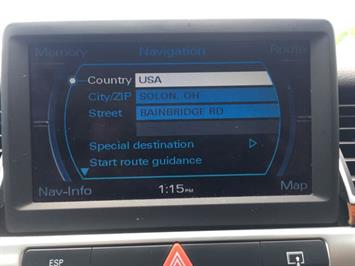 Memory Navigation Route
Country USA
City/ZIP SOLON, OH
Street BAINBRIDGE RD
Special destination
Start route guidance
Nav-Info 1:15PM Map
ESP